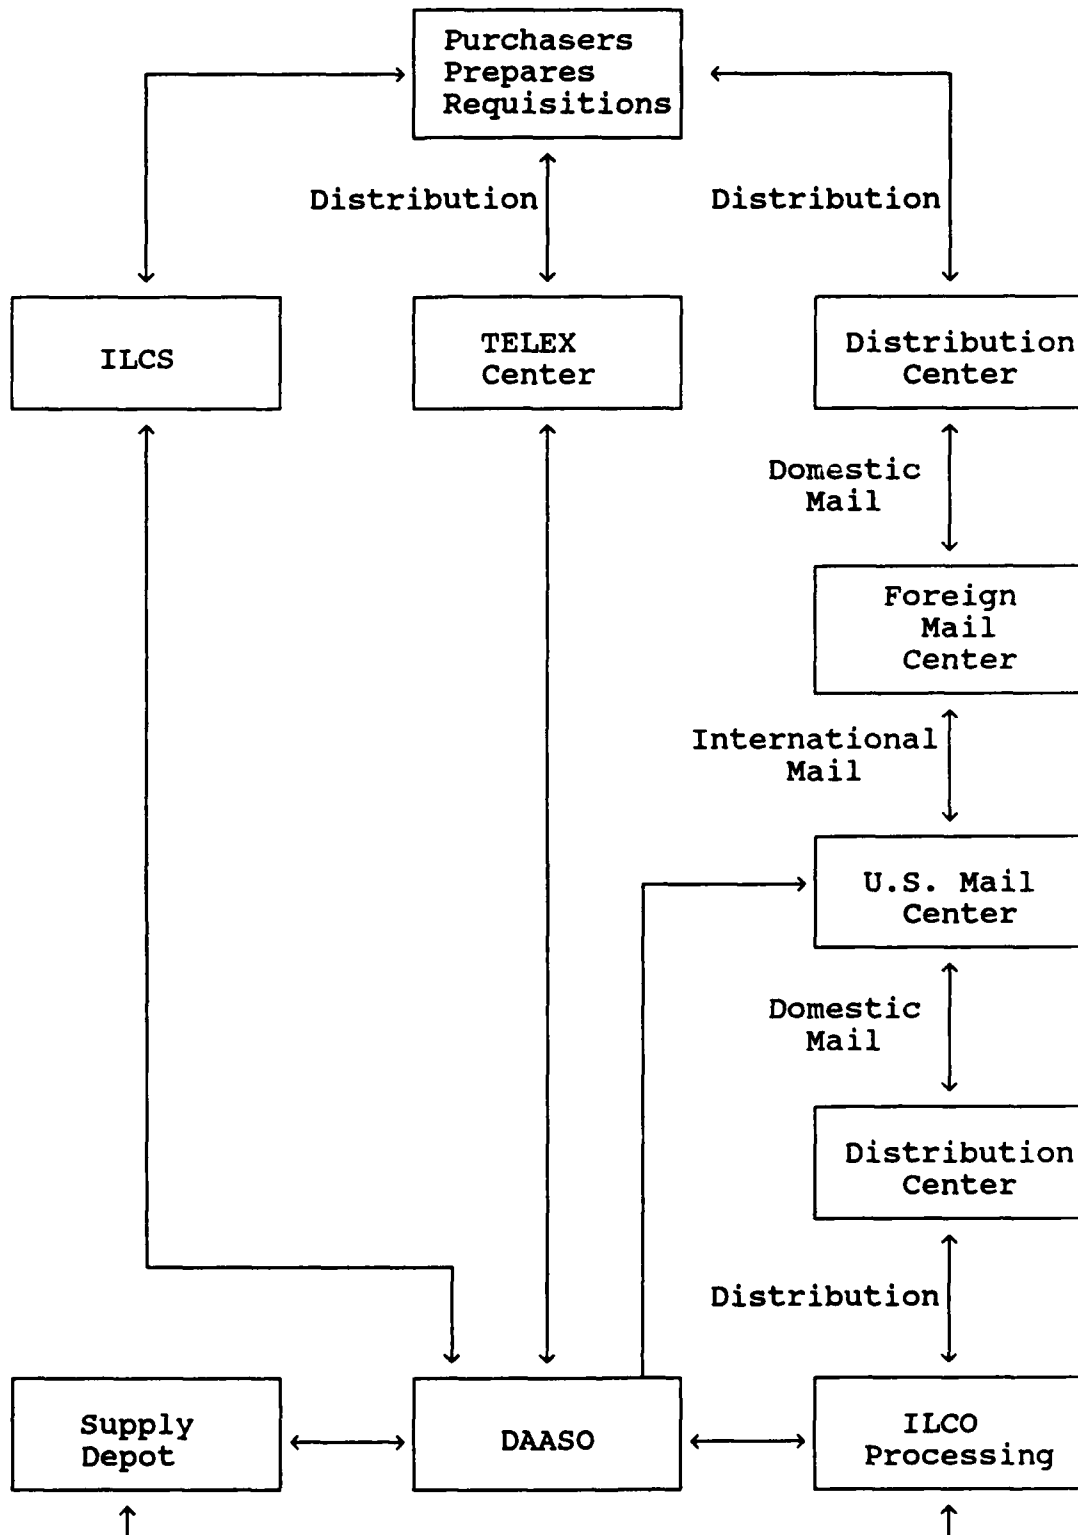 Purchasers
Prepares
Requisitions
Distribution
Distribution
ILCS
TELEX
Center
Distribution
Center
Domestic
Mail
Foreign
Mail
Center
International
Mail
U.S. Mail
Center
Domestic
Mail
Distribution
Center
Distribution
Supply
Depot
DAASO
ILCO
Processing